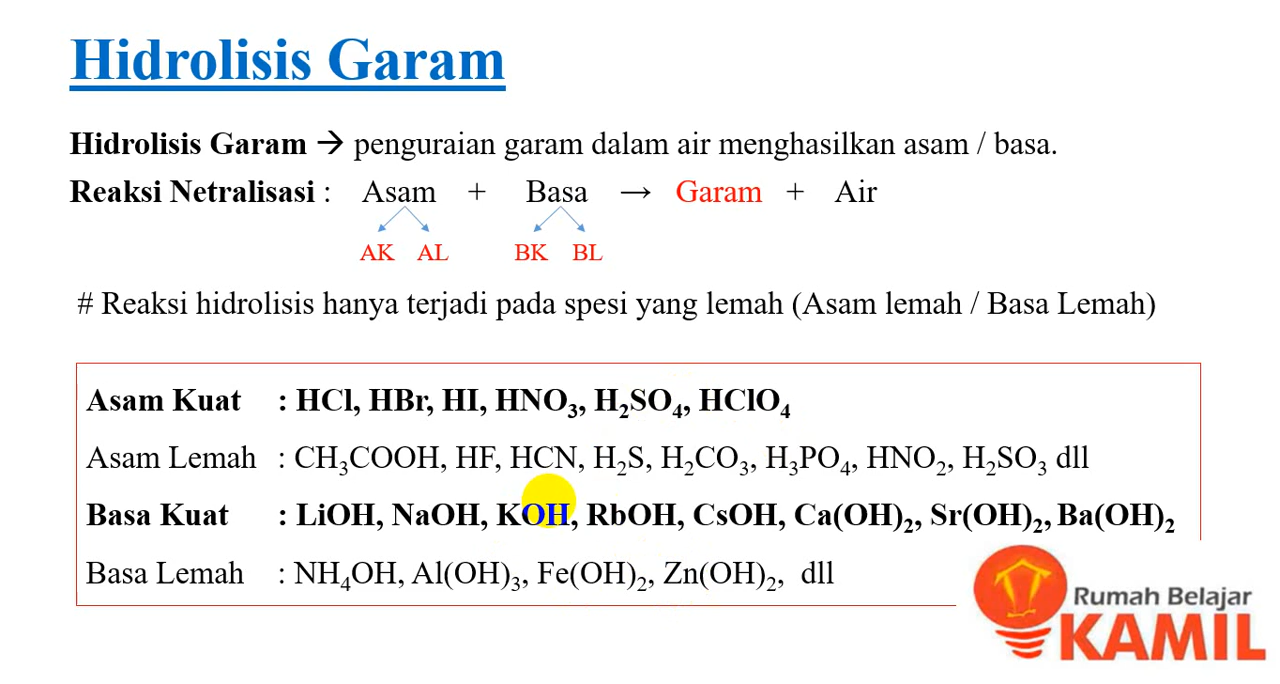 Hidrolisis Garam
Hidrolisis Garam → penguraian garam dalam air menghasilkan asam / basa.
Reaksi Netralisasi : Asam + Basa → Garam + Air
AK AL BK BL
# Reaksi hidrolisis hanya terjadi pada spesi yang lemah (Asam lemah / Basa Lemah)
Asam Kuat : HCl, HBr, HI, HNO₃, H₂SO₄, HClO₄
Asam Lemah : CH₃COOH, HF, HCN, H₂S, H₂CO₃, H₃PO₄, HNO₂, H₂SO₃ dll
Basa Kuat : LiOH, NaOH, KOH, RbOH, CsOH, Ca(OH)₂, Sr(OH)₂, Ba(OH)₂
Basa Lemah : NH₄OH, Al(OH)₃, Fe(OH)₂, Zn(OH)₂, dll
Rumah Belajar
KAMIL